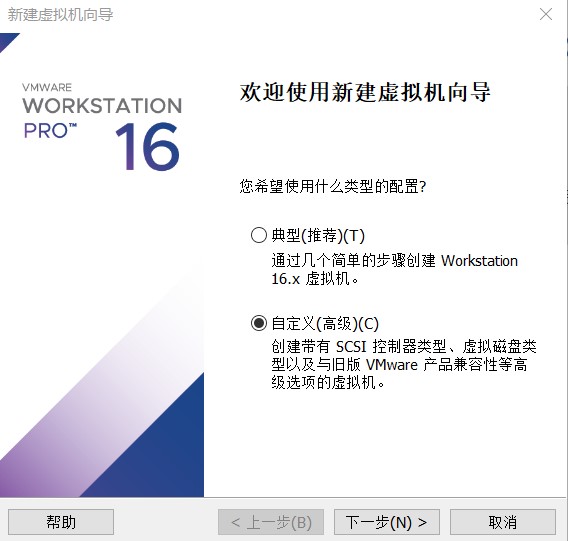 新建虚拟机向导
VMWARE
WORKSTATION
PRO™
16
欢迎使用新建虚拟机向导
您希望使用什么类型的配置?
典型(推荐)(T)
通过几个简单的步骤创建 Workstation
16.x 虚拟机。
自定义(高级)(C)
创建带有 SCSI 控制器类型、虚拟磁盘类
型以及与旧版 VMware 产品兼容性等高
级选项的虚拟机。
帮助
< 上一步(B)
下一步(N) >
取消